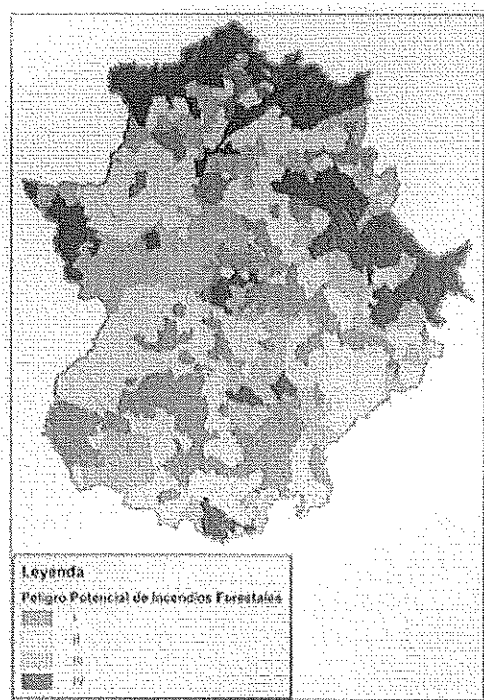 Leyenda
Peligro Potencial de Incendios Forestales
I
II
III
IV